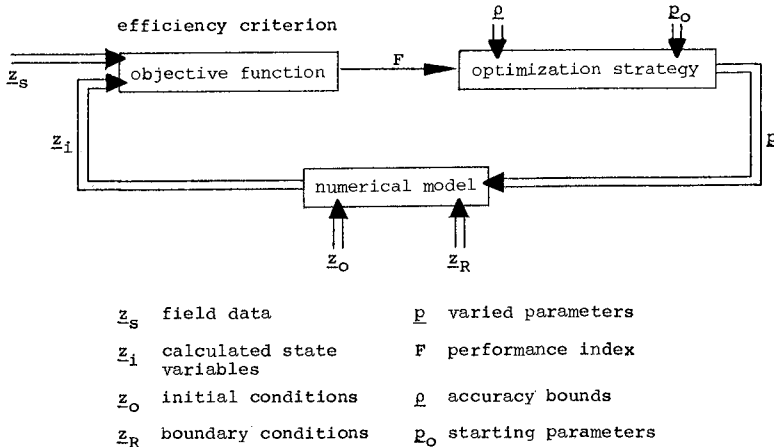 efficiency criterion
ρ
p_o
z_s
objective function
F
optimization strategy
z_i
p
numerical model
z_o
z_R
z_s field data
p varied parameters
z_i calculated state
variables
F performance index
z_o initial conditions
ρ accuracy bounds
z_R boundary conditions
p_o starting parameters